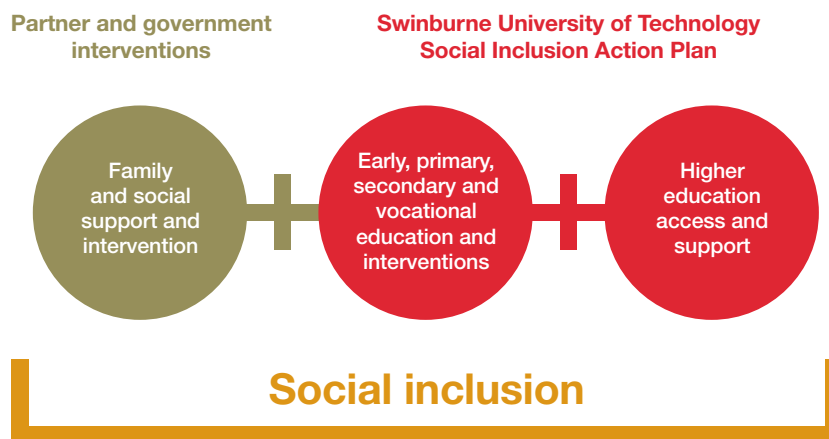 Partner and government
interventions
Swinburne University of Technology
Social Inclusion Action Plan
Family
and social
support and
intervention
Early, primary,
secondary and
vocational
education and
interventions
Higher
education
access and
support
Social inclusion